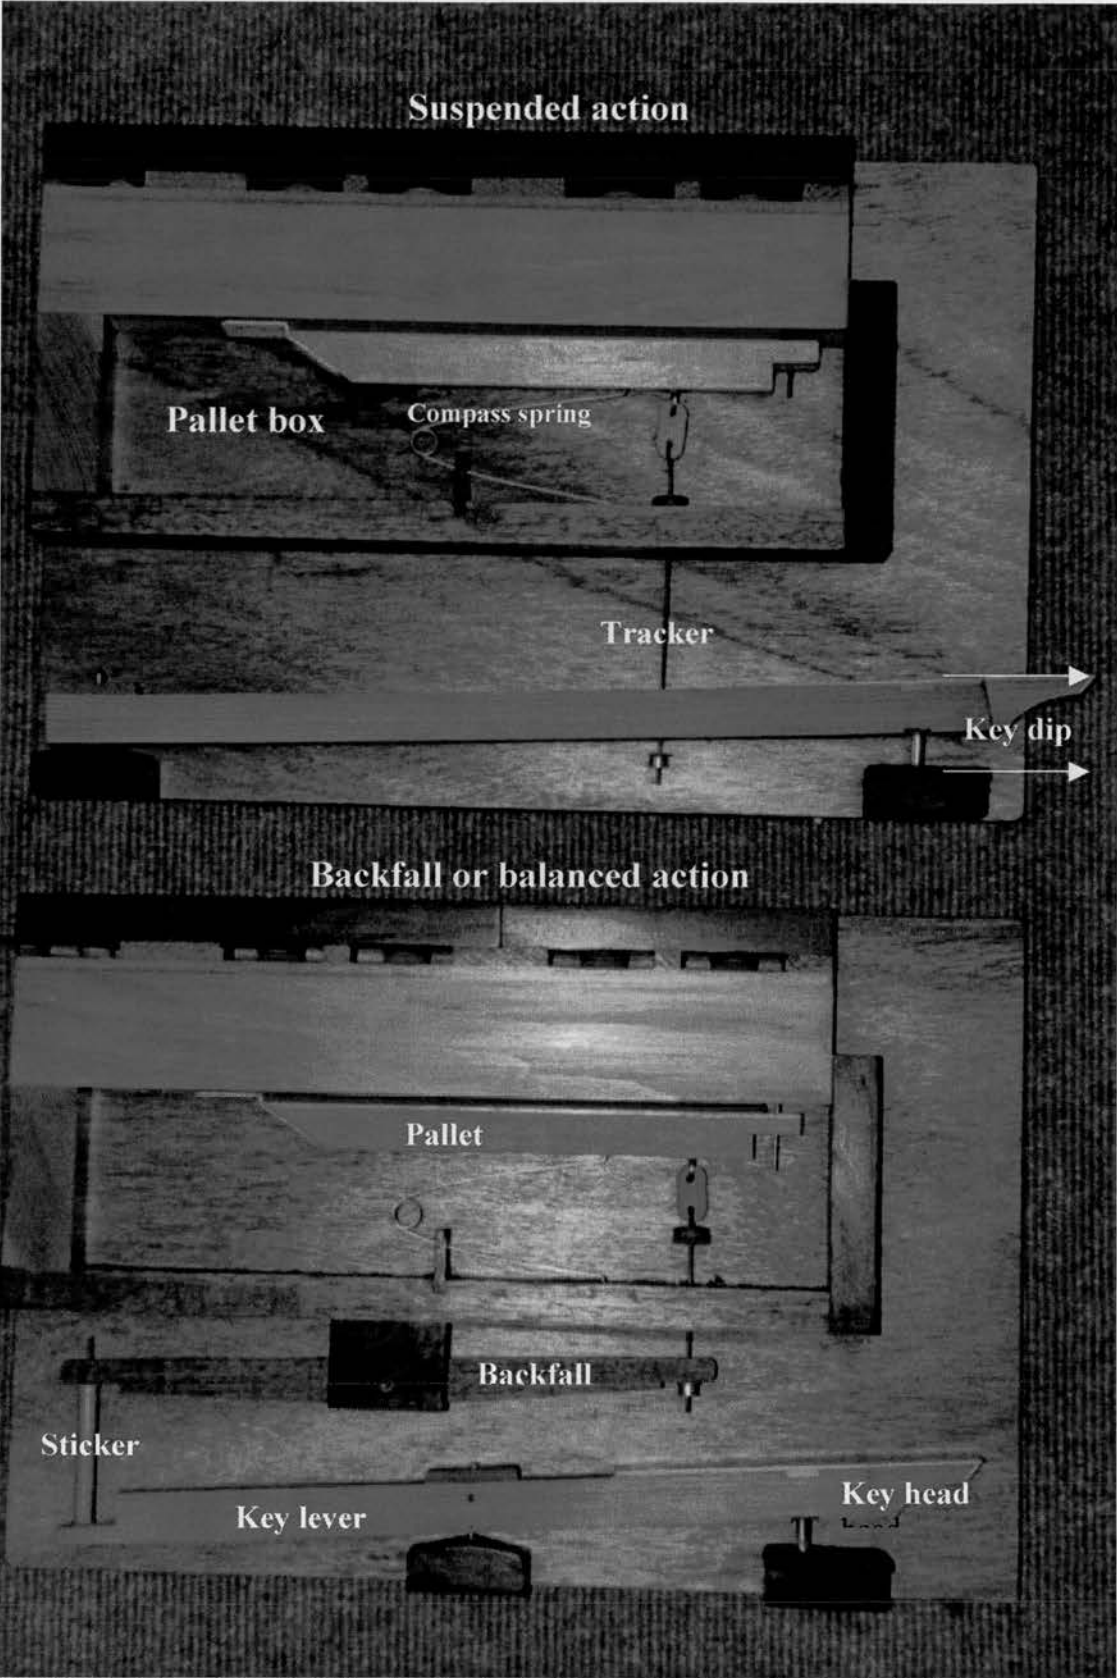 Suspended action
Pallet box
Compass spring
Tracker
Key dip
Backfall or balanced action
Pallet
Backfall
Sticker
Key head
Key lever